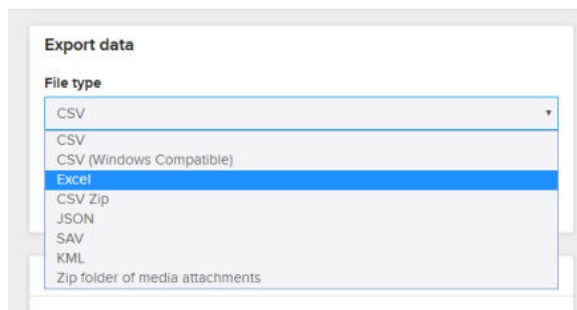 Export data
File type
CSV
CSV
CSV (Windows Compatible)
Excel
CSV Zip
JSON
SAV
KML
Zip folder of media attachments